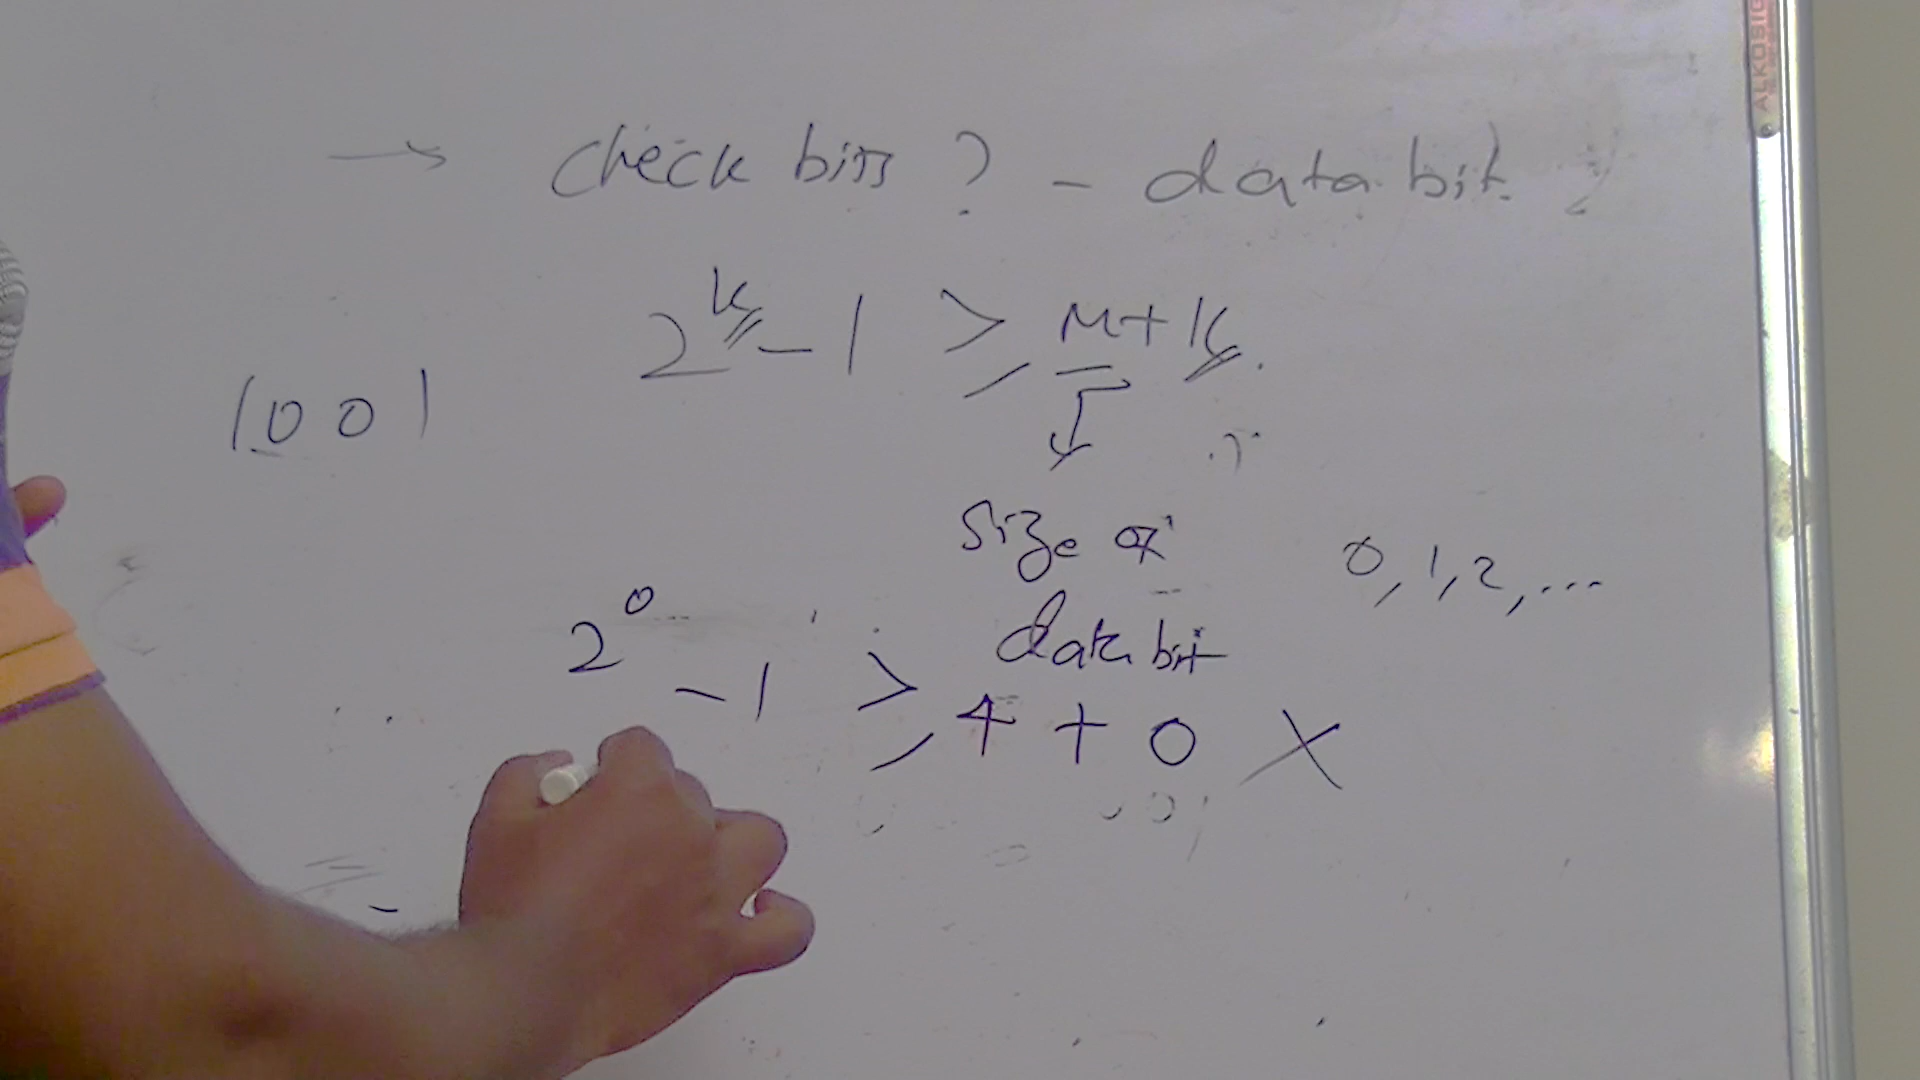 → check bits ? - data bit ?
2^k - 1 ≥ M + K.
1001
size of
0, 1, 2, ...
data bit
2^0 - 1 ≥ 4 + 0 X